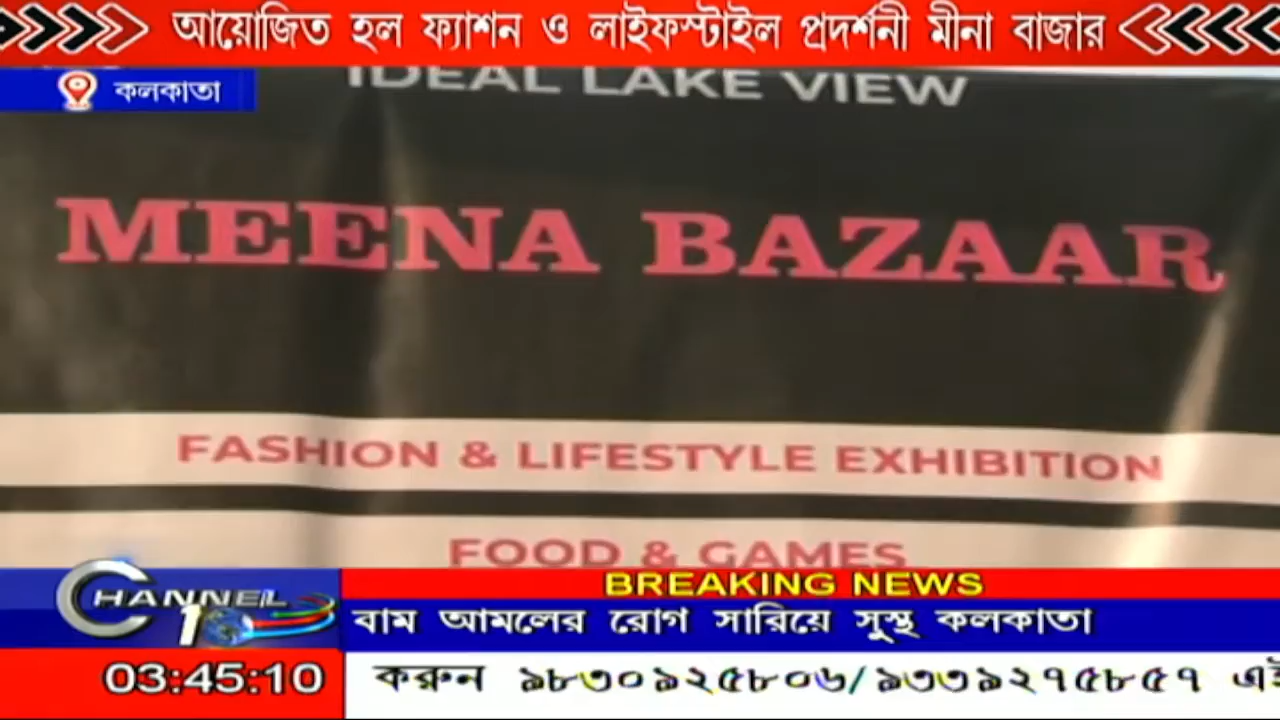 আয়োজিত হল ফ্যাশন ও লাইফস্টাইল প্রদর্শনী মীনা বাজার
কলকাতা
IDEAL LAKE VIEW
MEENA BAZAAR
FASHION & LIFESTYLE EXHIBITION
FOOD & GAMES
CHANNEL 10
BREAKING NEWS
বাম আমলের রোগ সারিয়ে সুস্থ কলকাতা
03:45:10
করুন ৯৮৩০৯২৫৮০৬/৯৩৩৯২৭৫৮৫৭ এই